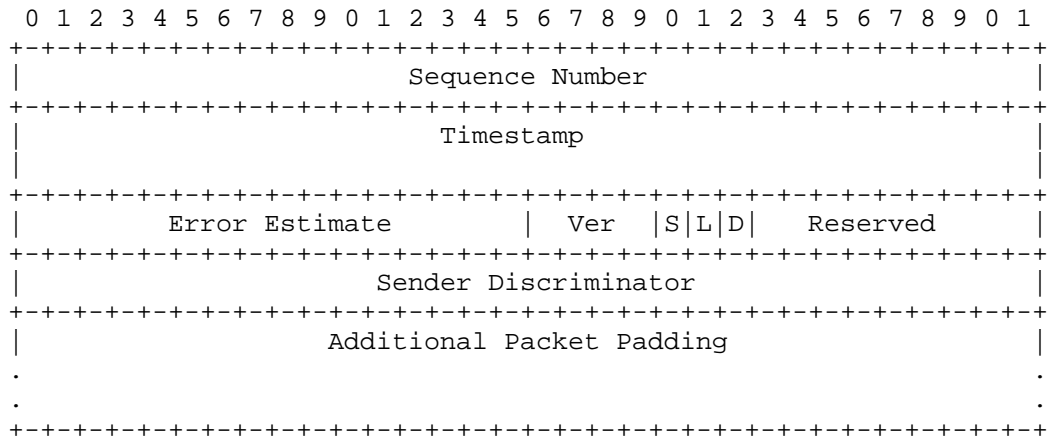 0 1 2 3 4 5 6 7 8 9 0 1 2 3 4 5 6 7 8 9 0 1 2 3 4 5 6 7 8 9 0 1
+-+-+-+-+-+-+-+-+-+-+-+-+-+-+-+-+-+-+-+-+-+-+-+-+-+-+-+-+-+-+-+-+
|                        Sequence Number                        |
+-+-+-+-+-+-+-+-+-+-+-+-+-+-+-+-+-+-+-+-+-+-+-+-+-+-+-+-+-+-+-+-+
|                          Timestamp                            |
|                                                               |
+-+-+-+-+-+-+-+-+-+-+-+-+-+-+-+-+-+-+-+-+-+-+-+-+-+-+-+-+-+-+-+-+
|         Error Estimate        |  Ver  |S|L|D|   Reserved      |
+-+-+-+-+-+-+-+-+-+-+-+-+-+-+-+-+-+-+-+-+-+-+-+-+-+-+-+-+-+-+-+-+
|                      Sender Discriminator                     |
+-+-+-+-+-+-+-+-+-+-+-+-+-+-+-+-+-+-+-+-+-+-+-+-+-+-+-+-+-+-+-+-+
|                   Additional Packet Padding                   |
.                                                               .
.                                                               .
+-+-+-+-+-+-+-+-+-+-+-+-+-+-+-+-+-+-+-+-+-+-+-+-+-+-+-+-+-+-+-+-+